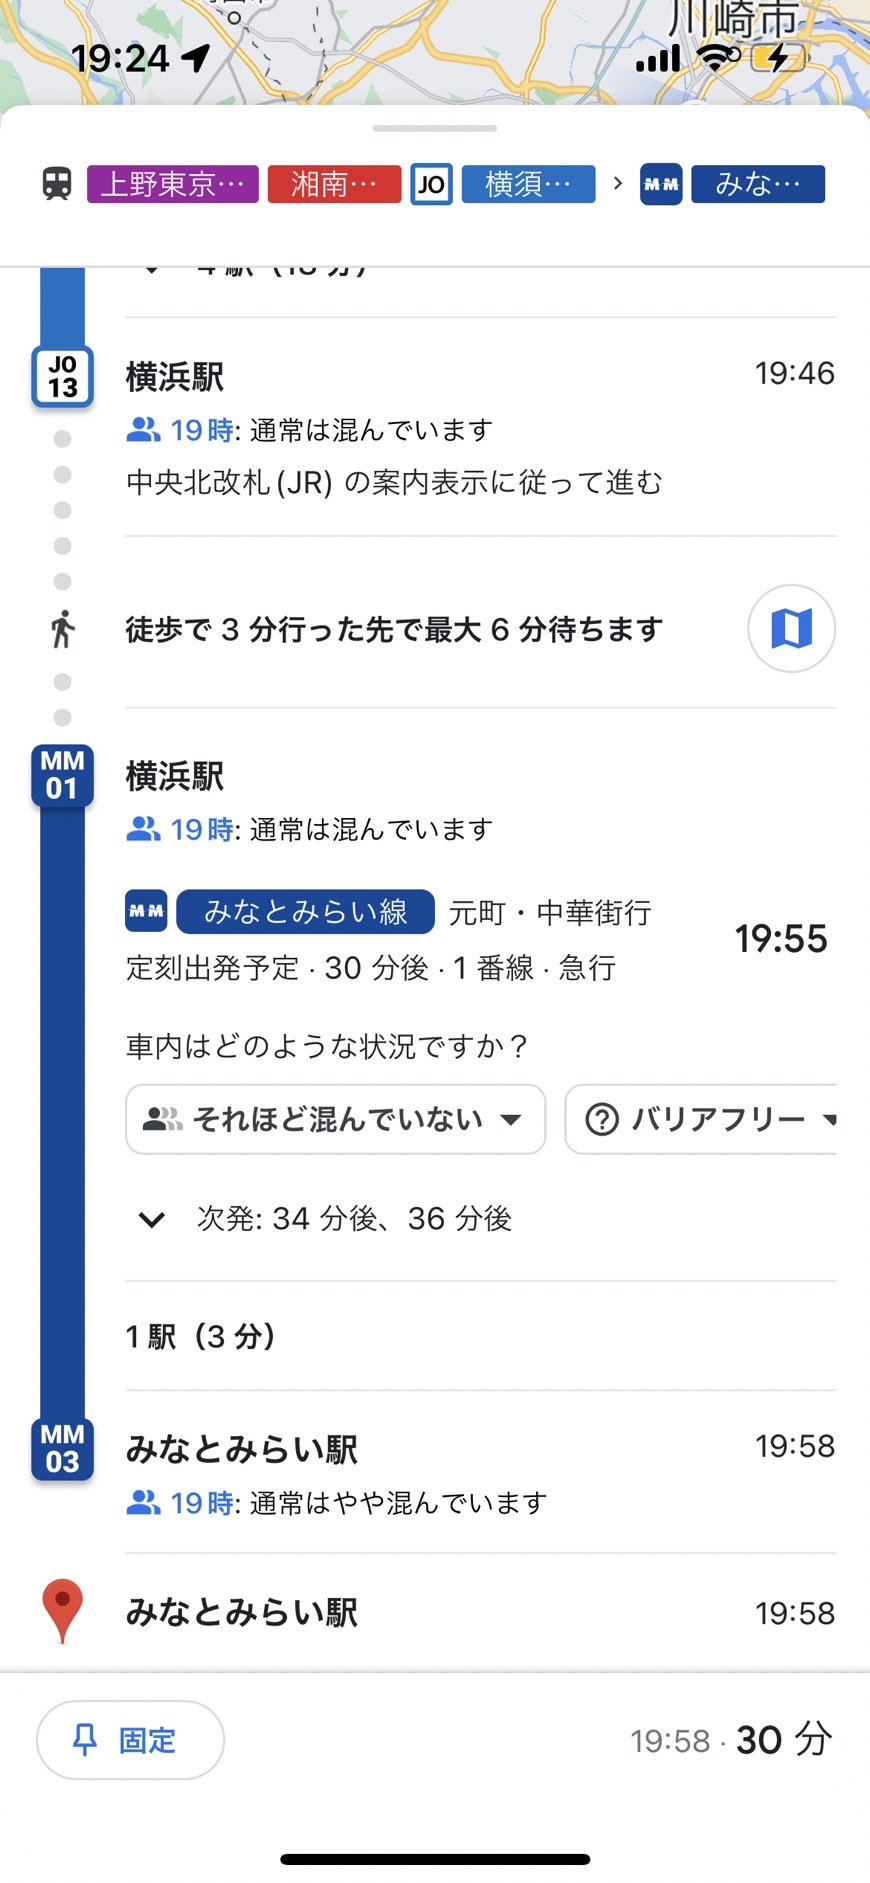 川崎市
19:24
上野東京… 湘南… JO 横須… › MM みな…
4 駅 (18 分)
JO
13
横浜駅 19:46
19時: 通常は混んでいます
中央北改札(JR) の案内表示に従って進む
徒歩で 3 分行った先で最大 6 分待ちます
MM
01
横浜駅
19時: 通常は混んでいます
MM みなとみらい線 元町・中華街行
19:55
定刻出発予定 · 30 分後 · 1 番線 · 急行
車内はどのような状況ですか？
それほど混んでいない バリアフリー
次発: 34 分後、36 分後
1 駅（3 分）
MM
03
みなとみらい駅 19:58
19時: 通常はやや混んでいます
みなとみらい駅 19:58
固定 19:58 · 30 分